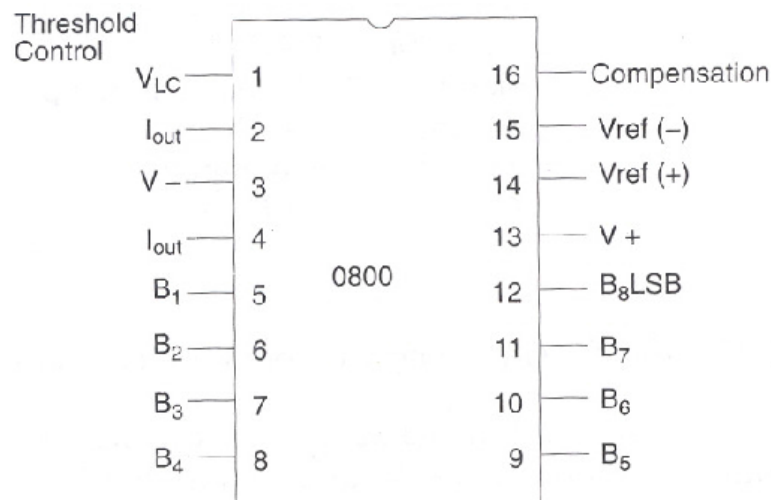 Threshold
Control
V_LC 1 16 Compensation
I_out 2 15 Vref (–)
V – 3 14 Vref (+)
I_out 4 13 V +
0800
B_1 5 12 B_8LSB
B_2 6 11 B_7
B_3 7 10 B_6
B_4 8 9 B_5